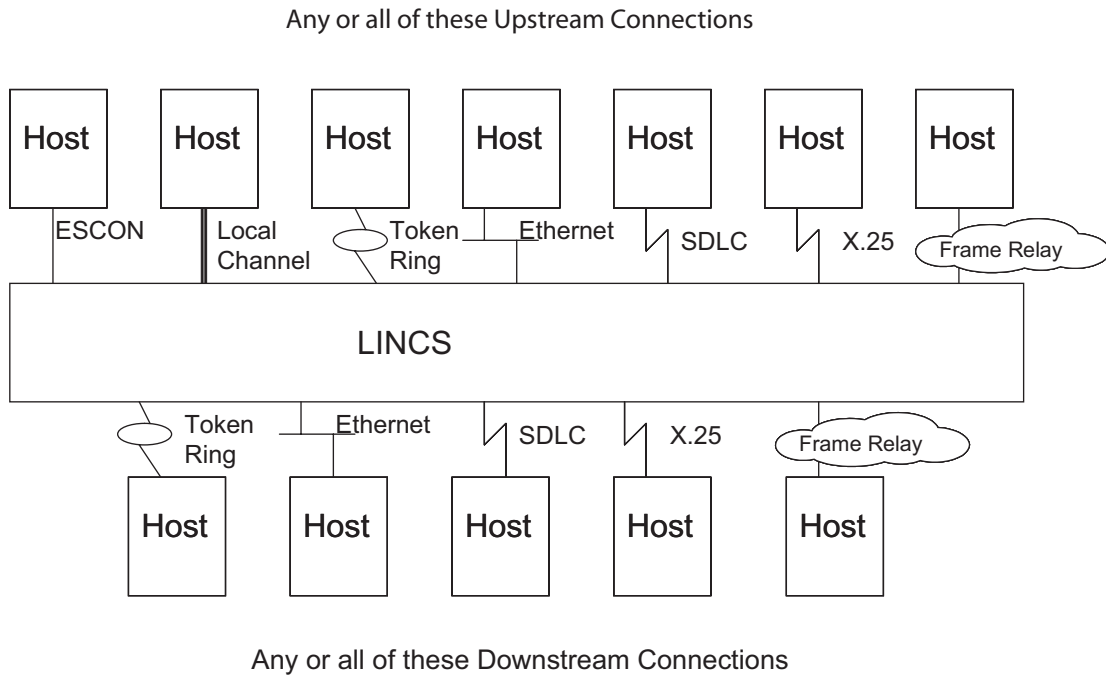 Any or all of these Upstream Connections
Host
Host
Host
Host
Host
Host
Host
ESCON
Local
Channel
Token
Ring
Ethernet
SDLC
X.25
Frame Relay
LINCS
Token
Ring
Ethernet
SDLC
X.25
Frame Relay
Host
Host
Host
Host
Host
Any or all of these Downstream Connections